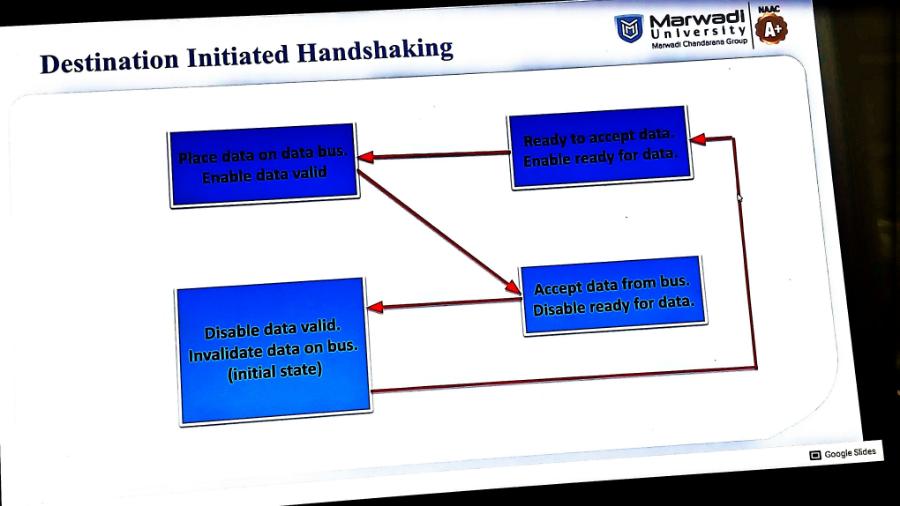 Destination Initiated Handshaking
Marwadi
University
Marwadi Chandarana Group
NAAC
A+
Place data on data bus.
Enable data valid
Ready to accept data.
Enable ready for data.
Accept data from bus.
Disable ready for data.
Disable data valid.
Invalidate data on bus.
(initial state)
Google Slides